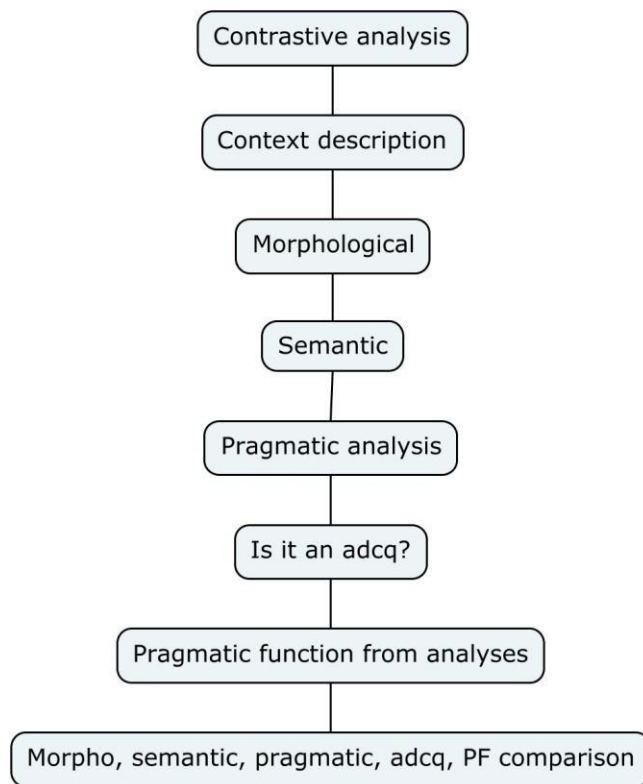 Contrastive analysis
Context description
Morphological
Semantic
Pragmatic analysis
Is it an adcq?
Pragmatic function from analyses
Morpho, semantic, pragmatic, adcq, PF comparison